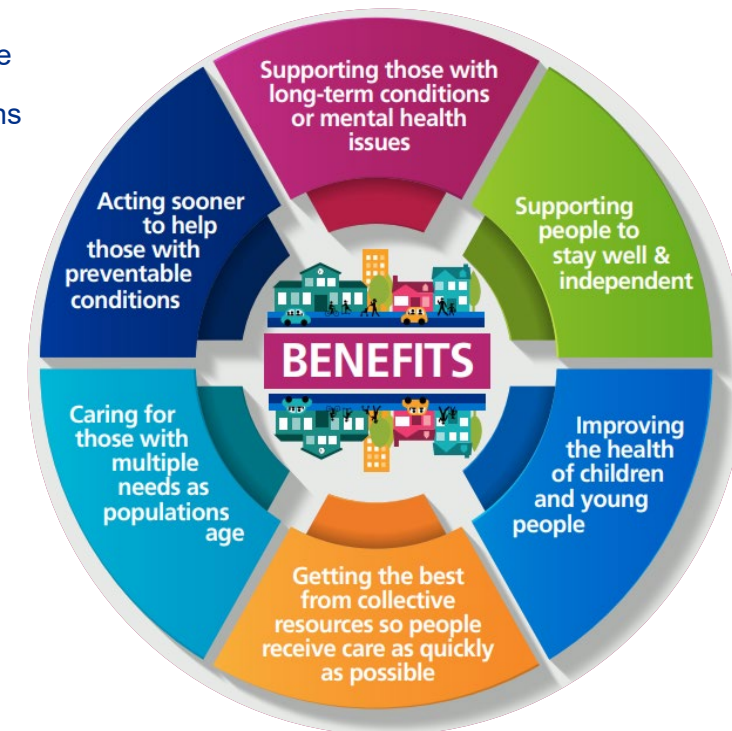 Supporting those with
long-term conditions
or mental health
issues
Supporting
people to
stay well &
independent
Improving
the health
of children
and young
people
Getting the best
from collective
resources so people
receive care as quickly
as possible
Caring for
those with
multiple
needs as
populations
age
Acting sooner
to help
those with
preventable
conditions
BENEFITS